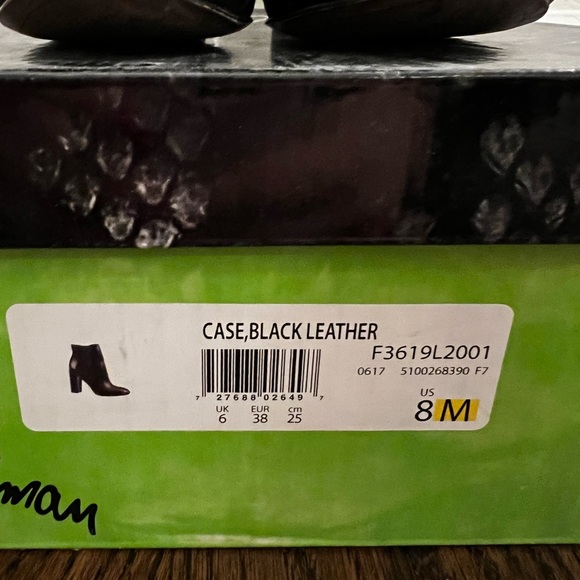 CASE,BLACK LEATHER
F3619L2001
0617 5100268390 F7
7 27688 02649 7
UK EUR cm
6 38 25
US
8 M
man